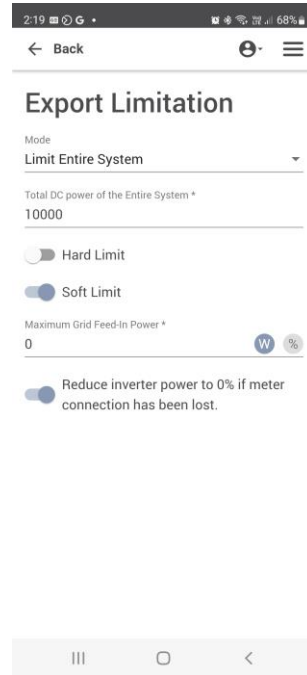 2:19
68%
Back
Export Limitation
Mode
Limit Entire System
Total DC power of the Entire System *
10000
Hard Limit
Soft Limit
Maximum Grid Feed-In Power *
0 W %
Reduce inverter power to 0% if meter
connection has been lost.